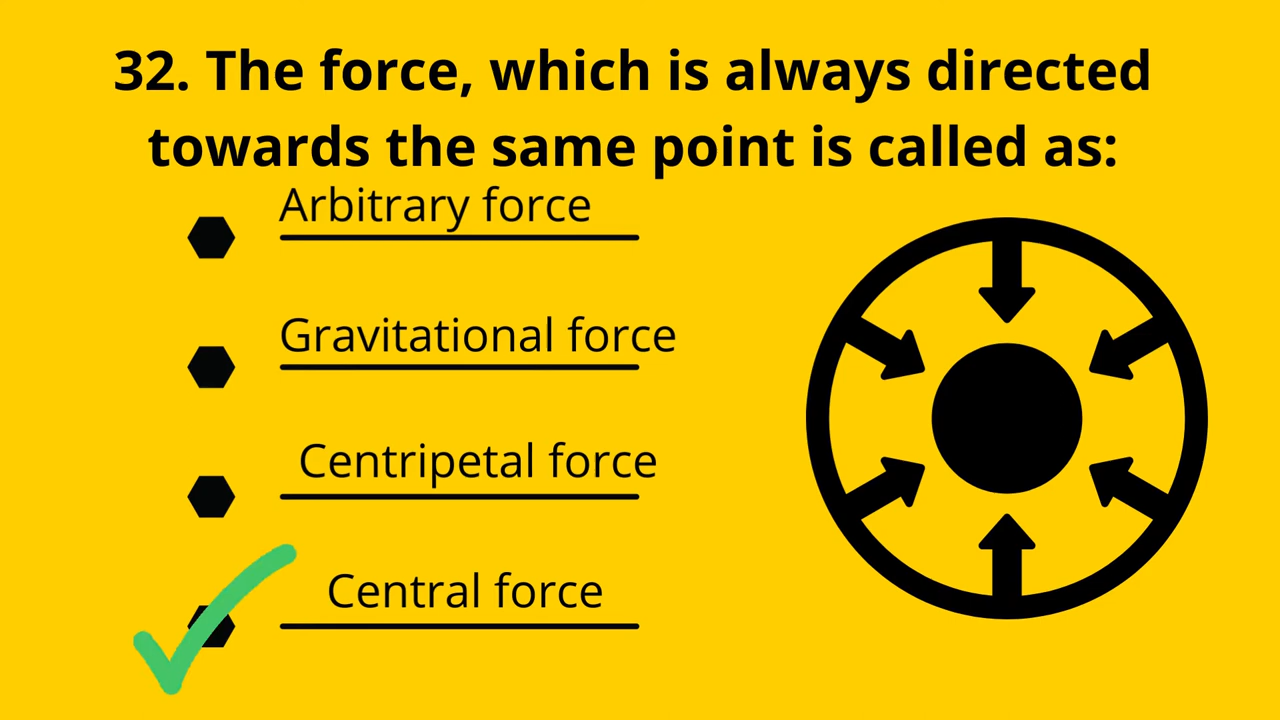 32. The force, which is always directed
towards the same point is called as:
Arbitrary force
Gravitational force
Centripetal force
Central force